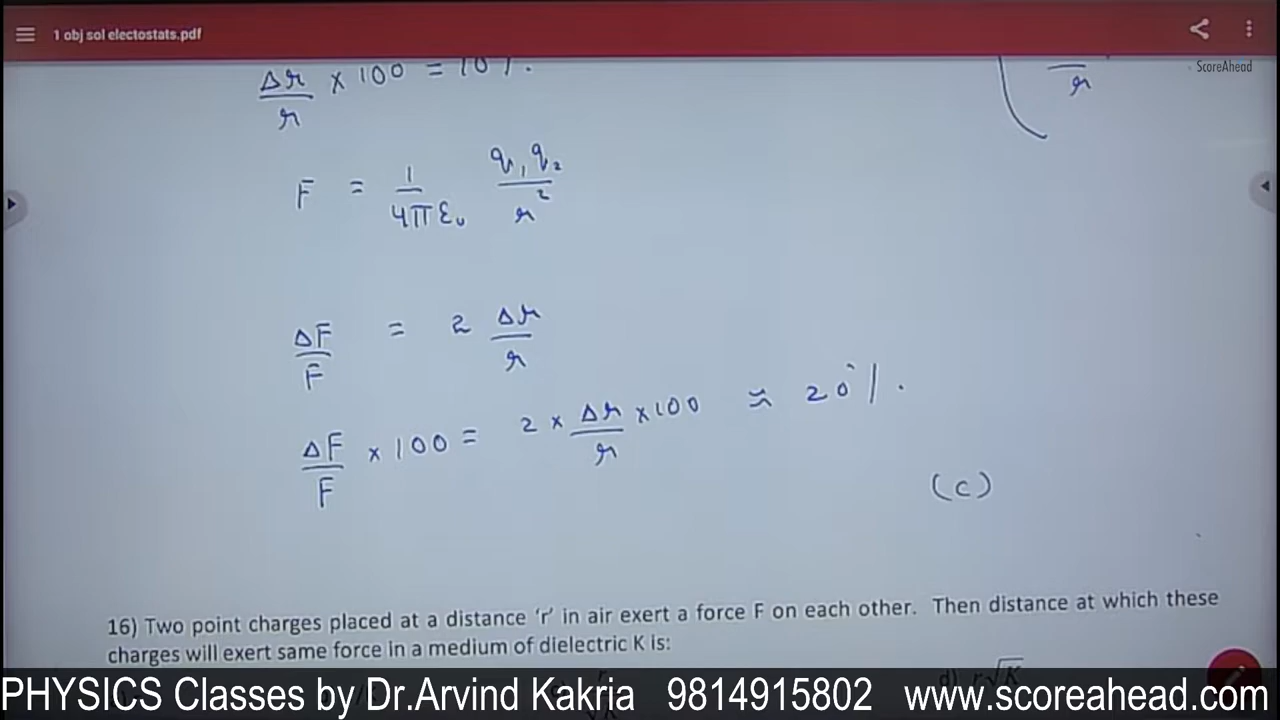 1 obj sol electostats.pdf
ScoreAhead
Δr/r × 100 = 10%.
r
F = 1/4πε₀ q₁q₂/r²
ΔF/F = 2 Δr/r
ΔF/F × 100 = 2 × Δr/r × 100 ≈ 20%.
(c)
16) Two point charges placed at a distance ‘r’ in air exert a force F on each other. Then distance at which these
charges will exert same force in a medium of dielectric K is:
d) r√K
PHYSICS Classes by Dr.Arvind Kakria 9814915802 www.scoreahead.com